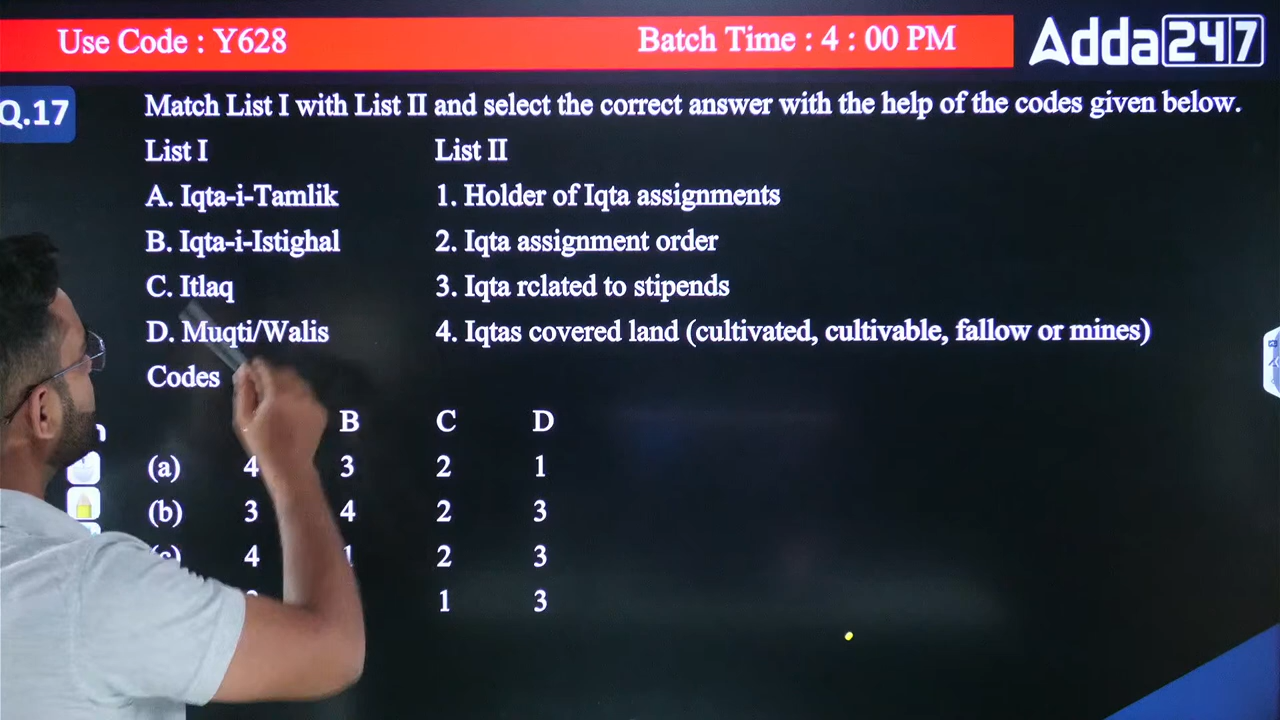 Use Code : Y628 Batch Time : 4 : 00 PM Adda247
Q.17 Match List I with List II and select the correct answer with the help of the codes given below.
List I List II
A. Iqta-i-Tamlik 1. Holder of Iqta assignments
B. Iqta-i-Istighal 2. Iqta assignment order
C. Itlaq 3. Iqta rclated to stipends
D. Muqti/Walis 4. Iqtas covered land (cultivated, cultivable, fallow or mines)
Codes
B C D
(a) 4 3 2 1
(b) 3 4 2 3
(c) 4 1 2 3
1 3